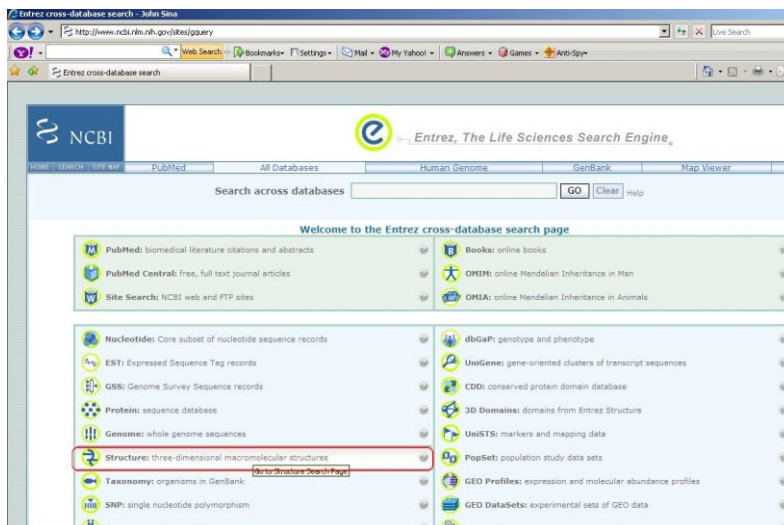 Entrez cross-database search - John Sina
http://www.ncbi.nlm.nih.gov/sites/gquery
Live Search
Web Search Bookmarks Settings Mail My Yahoo! Answers Games Anti-Spy
Entrez cross-database search
NCBI
Entrez, The Life Sciences Search Engine
HOME SEARCH SITE MAP PubMed All Databases Human Genome GenBank Map Viewer
Search across databases GO Clear Help
Welcome to the Entrez cross-database search page
PubMed: biomedical literature citations and abstracts
Books: online books
PubMed Central: free, full text journal articles
OMIM: online Mendelian Inheritance in Man
Site Search: NCBI web and FTP sites
OMIA: online Mendelian Inheritance in Animals
Nucleotide: Core subset of nucleotide sequence records
dbGaP: genotype and phenotype
EST: Expressed Sequence Tag records
UniGene: gene-oriented clusters of transcript sequences
GSS: Genome Survey Sequence records
CDD: conserved protein domain database
Protein: sequence database
3D Domains: domains from Entrez Structure
Genome: whole genome sequences
UniSTS: markers and mapping data
Structure: three-dimensional macromolecular structures
PopSet: population study data sets
Go to Structure Search Page
Taxonomy: organisms in GenBank
GEO Profiles: expression and molecular abundance profiles
SNP: single nucleotide polymorphism
GEO DataSets: experimental sets of GEO data